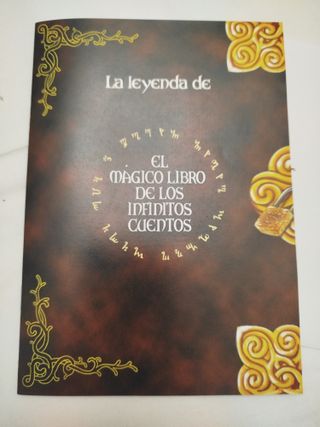 La leyenda de
EL
MÁGICO LIBRO
DE LOS
INFINITOS
CUENTOS